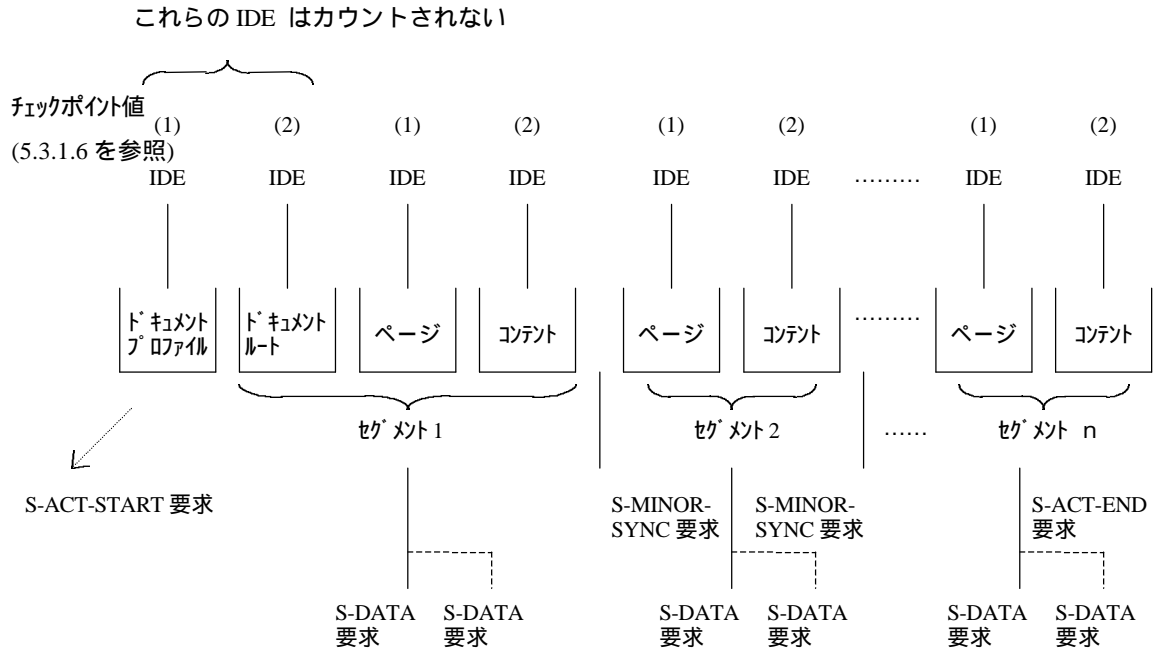 これらの IDE はカウントされない
チェックポイント値
(1) (2) (1) (2) (1) (2) (1) (2)
(5.3.1.6 を参照)
IDE IDE IDE IDE IDE IDE ……… IDE IDE
ドキュメント プロファイル
ドキュメント ルート
ページ
コンテント
ページ
コンテント
………
ページ
コンテント
セグメント 1
セグメント 2
……
セグメント n
S-ACT-START 要求
S-MINOR-
SYNC 要求
S-MINOR-
SYNC 要求
S-ACT-END
要求
S-DATA
要求
S-DATA
要求
S-DATA
要求
S-DATA
要求
S-DATA
要求
S-DATA
要求